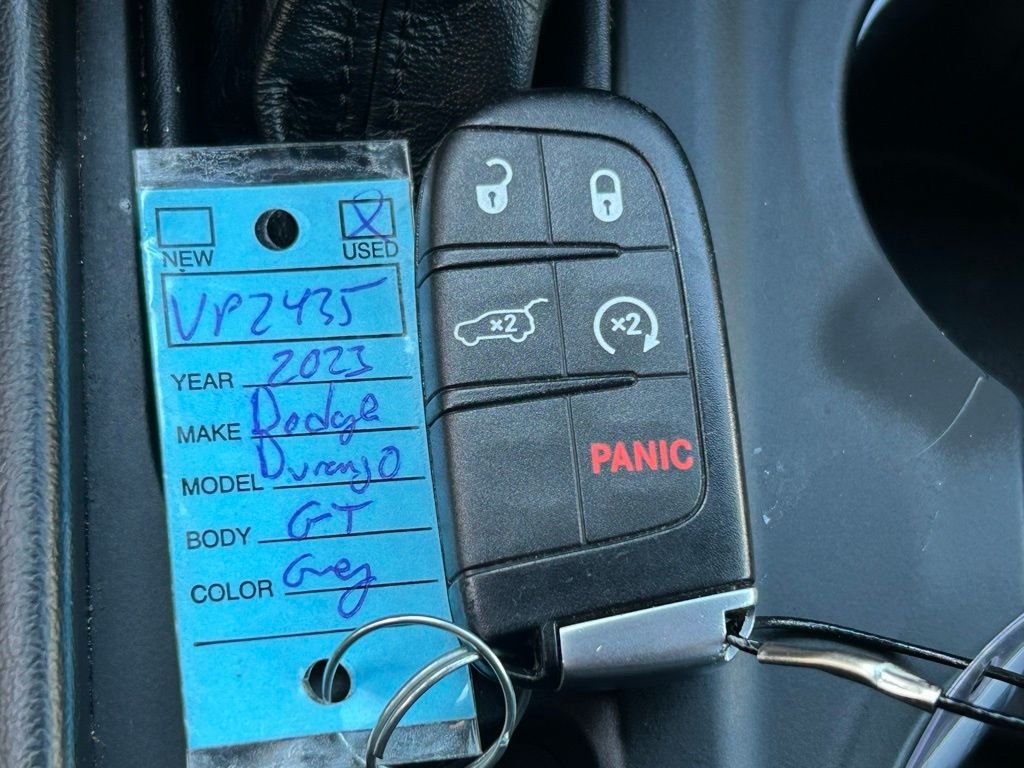 NEW X USED
VP2435
YEAR 2023
MAKE Dodge
MODEL Durango
BODY GT
COLOR Grey
×2 ×2
PANIC